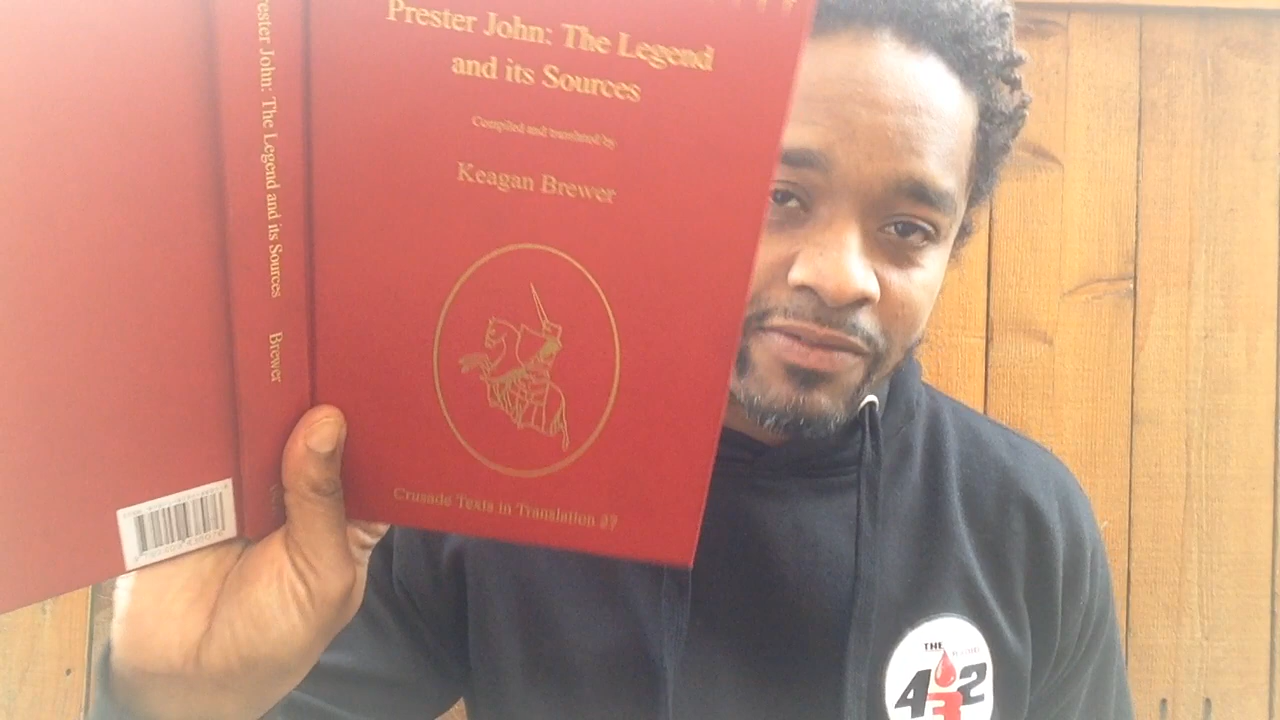 Prester John: The Legend
and its Sources
Compiled and translated by
Keagan Brewer
Crusade Texts in Translation 27
Prester John: The Legend and its Sources Brewer
THE
432